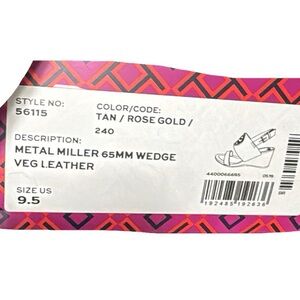 STYLE NO:
56115
COLOR/CODE:
TAN / ROSE GOLD /
240
DESCRIPTION:
METAL MILLER 65MM WEDGE
VEG LEATHER
SIZE US
9.5
192485192636